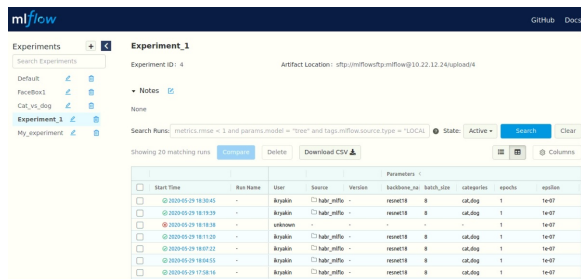 mlflow
GitHub Docs
Experiments +
Search Experiments
Default
FaceBox1
Cat_vs_dog
Experiment_1
My_experiment
Experiment_1
Experiment ID: 4 Artifact Location: sftp://mlflowsftp:mlflow@10.22.12.24/upload/4
Notes
None
Search Runs: metrics.rmse < 1 and params.model = "tree" and tags.mlflow.source.type = "LOCAL State: Active Search Clear
Showing 20 matching runs Compare Delete Download CSV Columns
Parameters
Start Time Run Name User Source Version backbone_na batch_size categories epochs epsilon
2020-05-29 18:30:45 - ikryakin habr_mlflo - resnet18 8 cat,dog 1 1e-07
2020-05-29 18:19:39 - ikryakin habr_mlflo - resnet18 8 cat,dog 1 1e-07
2020-05-29 18:18:38 - unknown - - - - - -
2020-05-29 18:11:20 - ikryakin habr_mlflo - resnet18 8 cat,dog 1 1e-07
2020-05-29 18:07:22 - ikryakin habr_mlflo - resnet18 8 cat,dog 1 1e-07
2020-05-29 18:04:55 - ikryakin habr_mlflo - resnet18 8 cat,dog 1 1e-07
2020-05-29 17:58:16 - ikryakin habr_mlflo - resnet18 8 cat,dog 1 1e-07